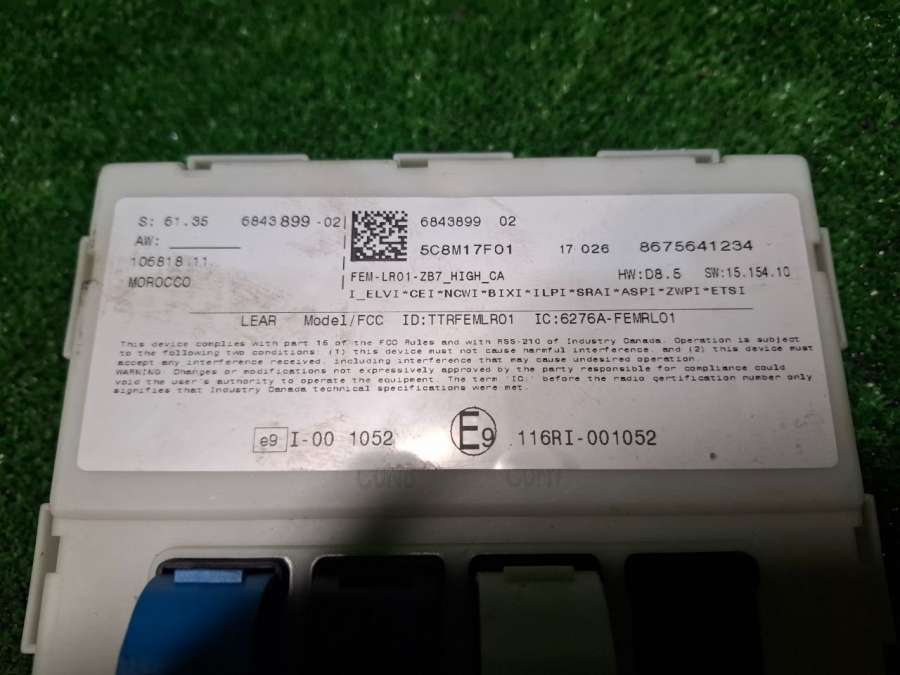 S: 61.35 6843899-02
AW:
106818.11.
MOROCCO
6843899 02
5C8M17F01 17 026 8675641234
FEM-LR01-ZB7_HIGH_CA HW:D8.5 SW:15.154.10
I_ELVI*CEI*NCWI*BIXI*ILPI*SRAI*ASPI*ZWPI*ETSI
LEAR Model/FCC ID:TTRFEMLR01 IC:6276A-FEMRL01
This device complies with part 15 of the FCC Rules and with RSS-210 of Industry Canada. Operation is subject
to the following two conditions: (1) this device must not cause harmful interference, and (2) this device must
accept any interference received, including interference that may cause undesired operation.
WARNING: Changes or modifications not expressively approved by the party responsible for compliance could
void the user's authority to operate the equipment. The term 'IC:' before the radio certification number only
signifies that Industry Canada technical specifications were met.
e9 I-00 1052 E9 116RI-001052